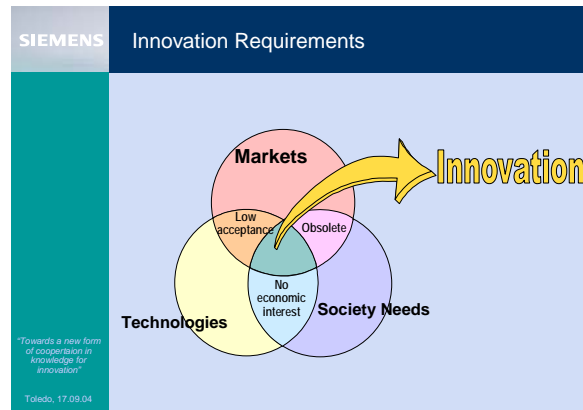 SIEMENS
Innovation Requirements
Markets
Innovation
Low
acceptance
Obsolete
No
economic
interest
Technologies
Society Needs
"Towards a new form
of coopertaion in
knowledge for
innovation"
Toledo, 17.09.04